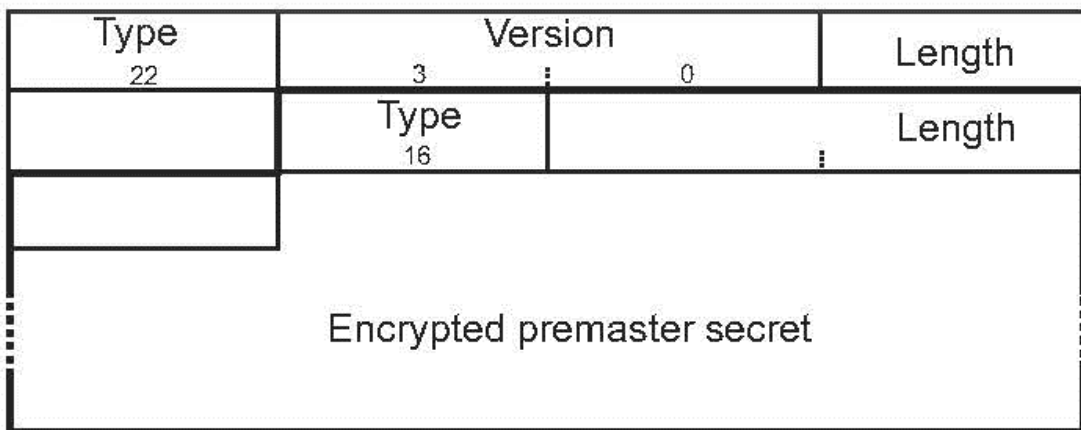 Type Version Length
22 3 0
Type Length
16
Encrypted premaster secret